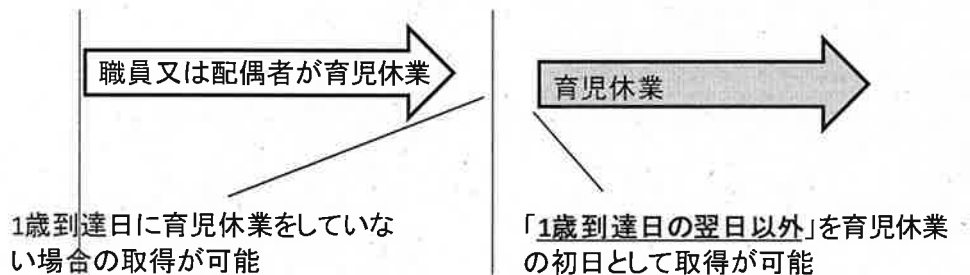 職員又は配偶者が育児休業
育児休業
1歳到達日に育児休業をしていな
い場合の取得が可能
「1歳到達日の翌日以外」を育児休業
の初日として取得が可能